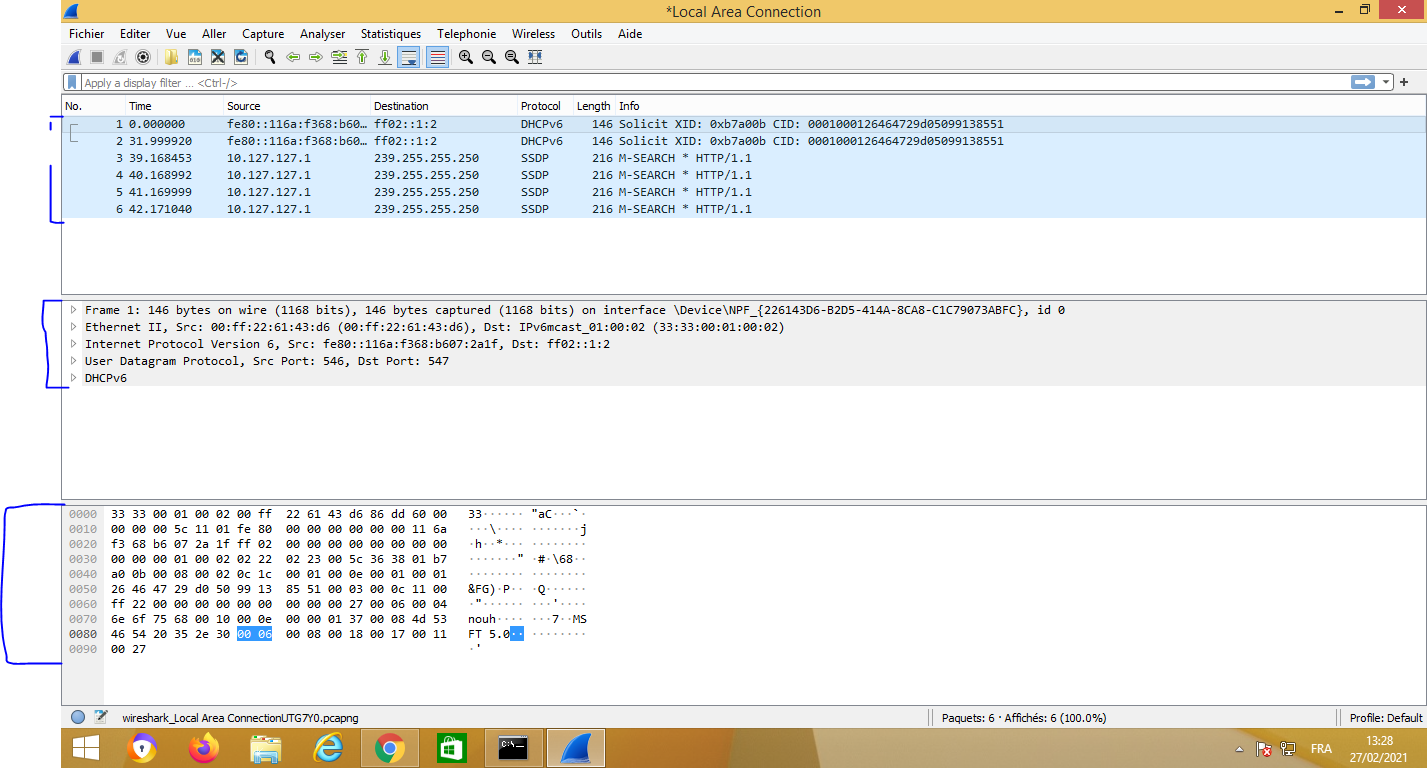 *Local Area Connection
Fichier Editer Vue Aller Capture Analyser Statistiques Telephonie Wireless Outils Aide
Apply a display filter ... <Ctrl-/>
No. Time Source Destination Protocol Length Info
1 0.000000 fe80::116a:f368:b60… ff02::1:2 DHCPv6 146 Solicit XID: 0xb7a00b CID: 0001000126464729d05099138551
2 31.999920 fe80::116a:f368:b60… ff02::1:2 DHCPv6 146 Solicit XID: 0xb7a00b CID: 0001000126464729d05099138551
3 39.168453 10.127.127.1 239.255.255.250 SSDP 216 M-SEARCH * HTTP/1.1
4 40.168992 10.127.127.1 239.255.255.250 SSDP 216 M-SEARCH * HTTP/1.1
5 41.169999 10.127.127.1 239.255.255.250 SSDP 216 M-SEARCH * HTTP/1.1
6 42.171040 10.127.127.1 239.255.255.250 SSDP 216 M-SEARCH * HTTP/1.1
Frame 1: 146 bytes on wire (1168 bits), 146 bytes captured (1168 bits) on interface \Device\NPF_{226143D6-B2D5-414A-8CA8-C1C79073ABFC}, id 0
Ethernet II, Src: 00:ff:22:61:43:d6 (00:ff:22:61:43:d6), Dst: IPv6mcast_01:00:02 (33:33:00:01:00:02)
Internet Protocol Version 6, Src: fe80::116a:f368:b607:2a1f, Dst: ff02::1:2
User Datagram Protocol, Src Port: 546, Dst Port: 547
DHCPv6
0000 33 33 00 01 00 02 00 ff 22 61 43 d6 86 dd 60 00 33······ "aC···`·
0010 00 00 00 5c 11 01 fe 80 00 00 00 00 00 00 11 6a ···\···· ·······j
0020 f3 68 b6 07 2a 1f ff 02 00 00 00 00 00 00 00 00 ·h··*··· ········
0030 00 00 00 01 00 02 02 22 02 23 00 5c 36 38 01 b7 ·······" ·#·\68··
0040 a0 0b 00 08 00 02 0c 1c 00 01 00 0e 00 01 00 01 ········ ········
0050 26 46 47 29 d0 50 99 13 85 51 00 03 00 0c 11 00 &FG)·P·· ·Q······
0060 ff 22 00 00 00 00 00 00 00 00 00 27 00 06 00 04 ·"······ ···'····
0070 6e 6f 75 68 00 10 00 0e 00 00 01 37 00 08 4d 53 nouh···· ···7··MS
0080 46 54 20 35 2e 30 00 06 00 08 00 18 00 17 00 11 FT 5.0·· ········
0090 00 27 ·'
wireshark_Local Area ConnectionUTG7Y0.pcapng Paquets: 6 · Affichés: 6 (100.0%) Profile: Default
FRA
13:28
27/02/2021